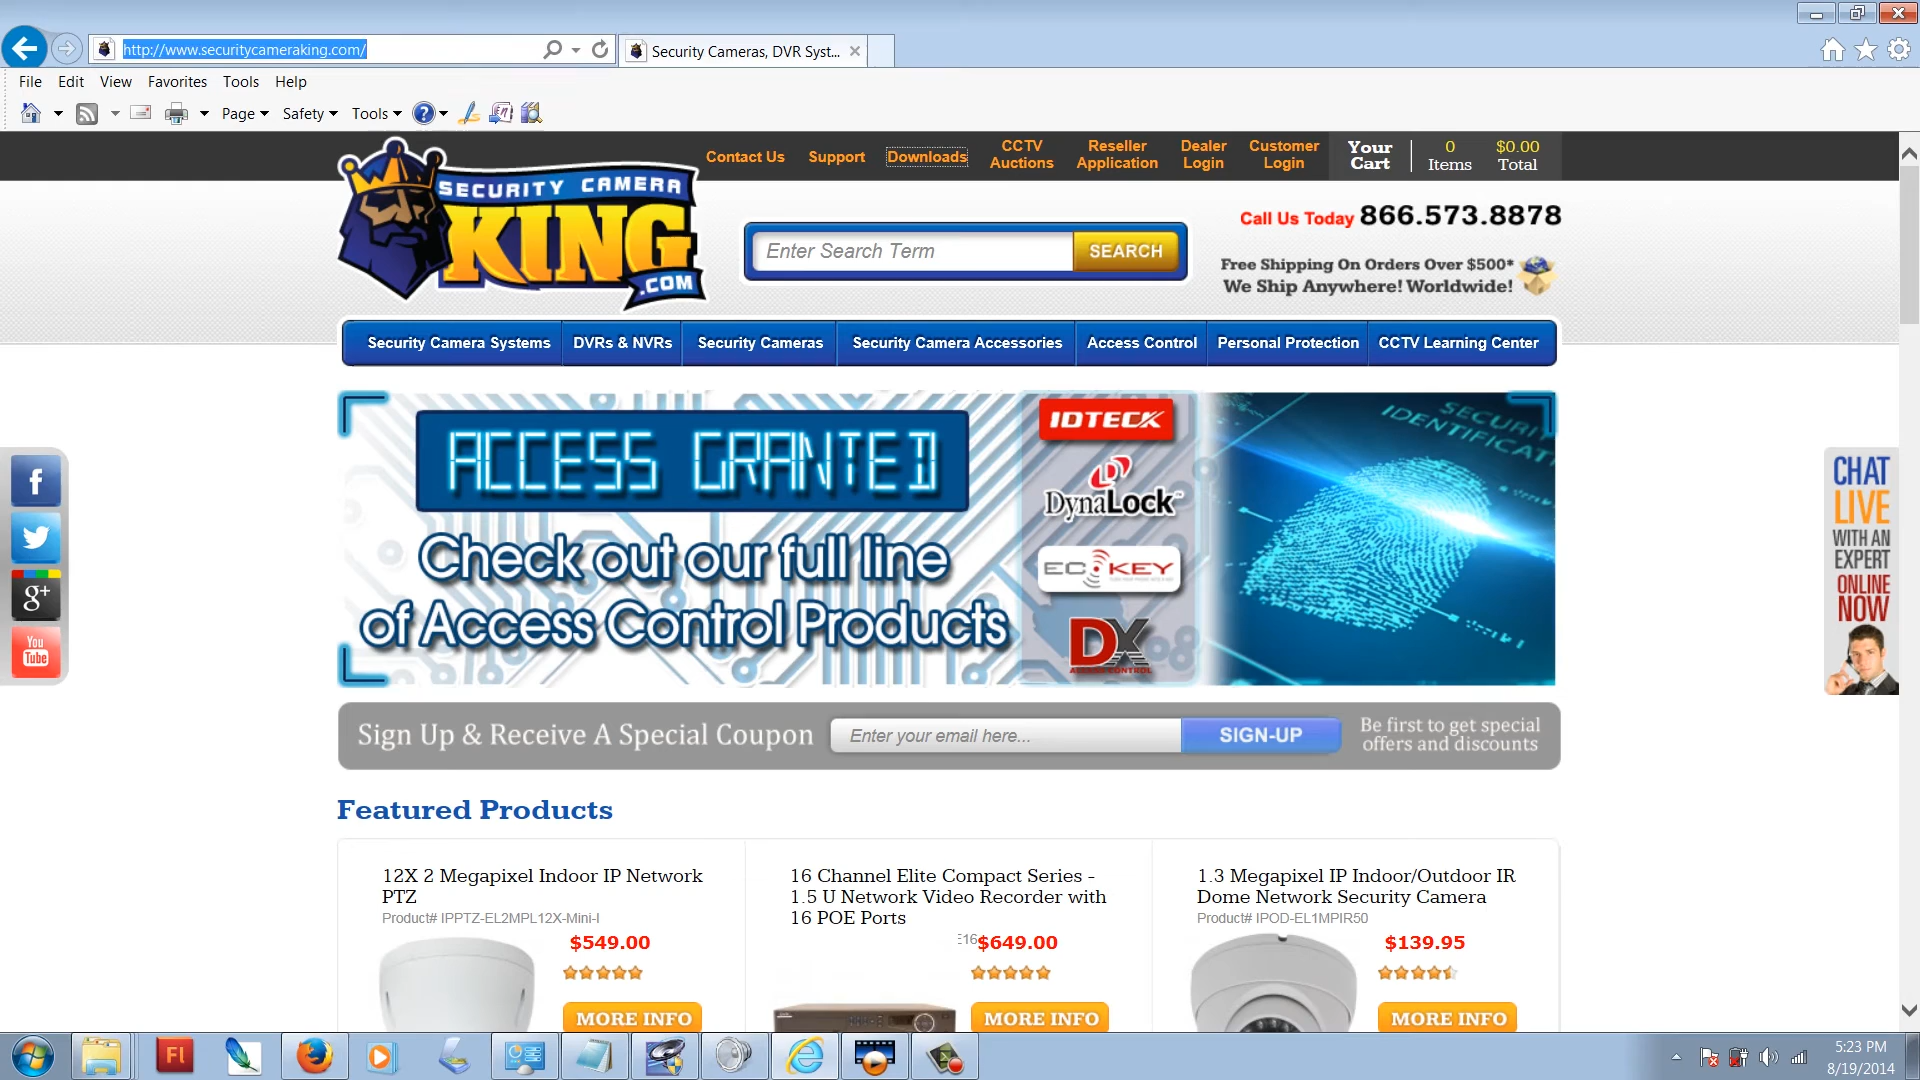 http://www.securitycameraking.com/
Security Cameras, DVR Syst...
File Edit View Favorites Tools Help
Page Safety Tools
Contact Us Support Downloads CCTV Auctions Reseller Application Dealer Login Customer Login Your Cart 0 Items $0.00 Total
SECURITY CAMERA
KING
.COM
Enter Search Term SEARCH
Call Us Today 866.573.8878
Free Shipping On Orders Over $500*
We Ship Anywhere! Worldwide!
Security Camera Systems DVRs & NVRs Security Cameras Security Camera Accessories Access Control Personal Protection CCTV Learning Center
ACCESS GRANTED
Check out our full line
of Access Control Products
IDTECK
DynaLock
EC KEY
DX
ACCESS CONTROL
SECURITY
IDENTIFICAT
f
g+
You
Tube
CHAT
LIVE
WITH AN
EXPERT
ONLINE
NOW
Sign Up & Receive A Special Coupon Enter your email here... SIGN-UP
Be first to get special
offers and discounts
Featured Products
12X 2 Megapixel Indoor IP Network
PTZ
Product# IPPTZ-EL2MPL12X-Mini-I
$549.00
MORE INFO
16 Channel Elite Compact Series -
1.5 U Network Video Recorder with
16 POE Ports
E16
$649.00
MORE INFO
1.3 Megapixel IP Indoor/Outdoor IR
Dome Network Security Camera
Product# IPOD-EL1MPIR50
$139.95
MORE INFO
Fl
5:23 PM
8/19/2014